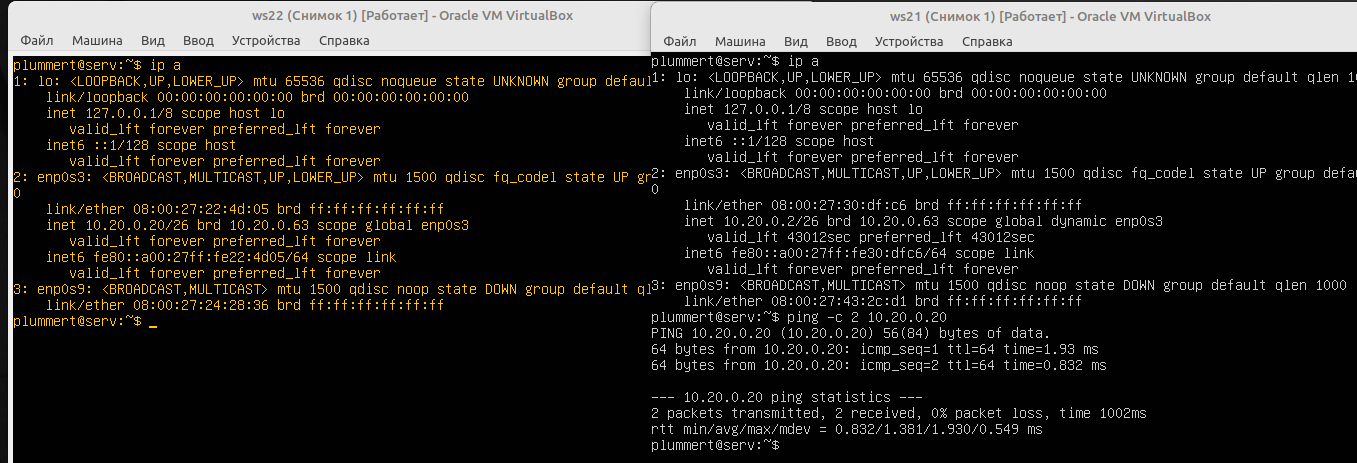 ws22 (Снимок 1) [Работает] - Oracle VM VirtualBox
Файл Машина Вид Ввод Устройства Справка
plummert@serv:~$ ip a
1: lo: <LOOPBACK,UP,LOWER_UP> mtu 65536 qdisc noqueue state UNKNOWN group defaul
link/loopback 00:00:00:00:00:00 brd 00:00:00:00:00:00
inet 127.0.0.1/8 scope host lo
valid_lft forever preferred_lft forever
inet6 ::1/128 scope host
valid_lft forever preferred_lft forever
2: enp0s3: <BROADCAST,MULTICAST,UP,LOWER_UP> mtu 1500 qdisc fq_codel state UP gr
0
link/ether 08:00:27:22:4d:05 brd ff:ff:ff:ff:ff:ff
inet 10.20.0.20/26 brd 10.20.0.63 scope global enp0s3
valid_lft forever preferred_lft forever
inet6 fe80::a00:27ff:fe22:4d05/64 scope link
valid_lft forever preferred_lft forever
3: enp0s9: <BROADCAST,MULTICAST> mtu 1500 qdisc noop state DOWN group default ql
link/ether 08:00:27:24:28:36 brd ff:ff:ff:ff:ff:ff
plummert@serv:~$ _
ws21 (Снимок 1) [Работает] - Oracle VM VirtualBox
Файл Машина Вид Ввод Устройства Справка
plummert@serv:~$ ip a
1: lo: <LOOPBACK,UP,LOWER_UP> mtu 65536 qdisc noqueue state UNKNOWN group default qlen 10
link/loopback 00:00:00:00:00:00 brd 00:00:00:00:00:00
inet 127.0.0.1/8 scope host lo
valid_lft forever preferred_lft forever
inet6 ::1/128 scope host
valid_lft forever preferred_lft forever
2: enp0s3: <BROADCAST,MULTICAST,UP,LOWER_UP> mtu 1500 qdisc fq_codel state UP group defa
0
link/ether 08:00:27:30:df:c6 brd ff:ff:ff:ff:ff:ff
inet 10.20.0.2/26 brd 10.20.0.63 scope global dynamic enp0s3
valid_lft 43012sec preferred_lft 43012sec
inet6 fe80::a00:27ff:fe30:dfc6/64 scope link
valid_lft forever preferred_lft forever
3: enp0s9: <BROADCAST,MULTICAST> mtu 1500 qdisc noop state DOWN group default qlen 1000
link/ether 08:00:27:43:2c:d1 brd ff:ff:ff:ff:ff:ff
plummert@serv:~$ ping -c 2 10.20.0.20
PING 10.20.0.20 (10.20.0.20) 56(84) bytes of data.
64 bytes from 10.20.0.20: icmp_seq=1 ttl=64 time=1.93 ms
64 bytes from 10.20.0.20: icmp_seq=2 ttl=64 time=0.832 ms
--- 10.20.0.20 ping statistics ---
2 packets transmitted, 2 received, 0% packet loss, time 1002ms
rtt min/avg/max/mdev = 0.832/1.381/1.930/0.549 ms
plummert@serv:~$